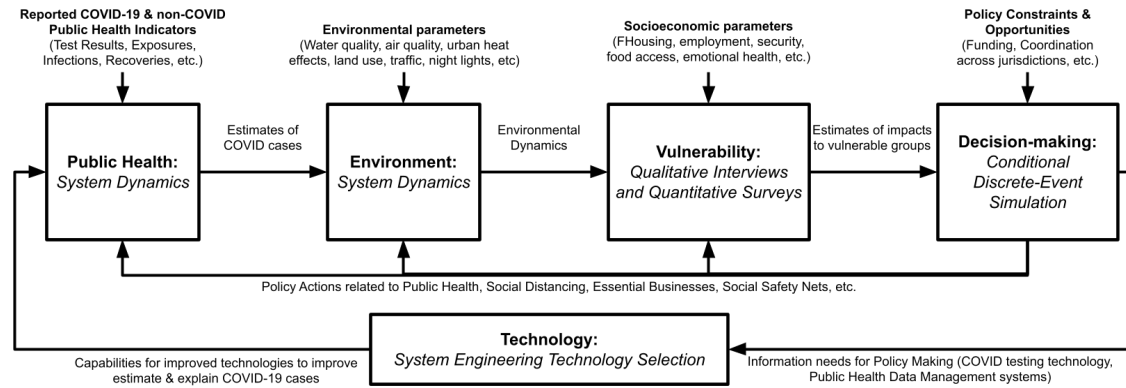 Reported COVID-19 & non-COVID
Public Health Indicators
(Test Results, Exposures,
Infections, Recoveries, etc.)
Environmental parameters
(Water quality, air quality, urban heat
effects, land use, traffic, night lights, etc)
Socioeconomic parameters
(FHousing, employment, security,
food access, emotional health, etc.)
Policy Constraints &
Opportunities
(Funding, Coordination
across jurisdictions, etc.)
Public Health:
System Dynamics
Estimates of
COVID cases
Environment:
System Dynamics
Environmental
Dynamics
Vulnerability:
Qualitative Interviews
and Quantitative Surveys
Estimates of impacts
to vulnerable groups
Decision-making:
Conditional
Discrete-Event
Simulation
Policy Actions related to Public Health, Social Distancing, Essential Businesses, Social Safety Nets, etc.
Technology:
System Engineering Technology Selection
Capabilities for improved technologies to improve
estimate & explain COVID-19 cases
Information needs for Policy Making (COVID testing technology,
Public Health Data Management systems)